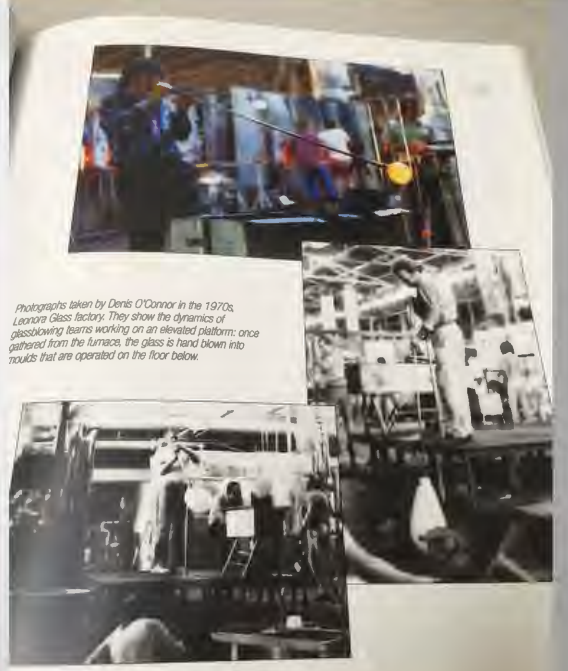 Photographs taken by Denis O'Connor in the 1970s,
Leonora Glass factory. They show the dynamics of
glassblowing teams working on an elevated platform: once
gathered from the furnace, the glass is hand blown into
moulds that are operated on the floor below.